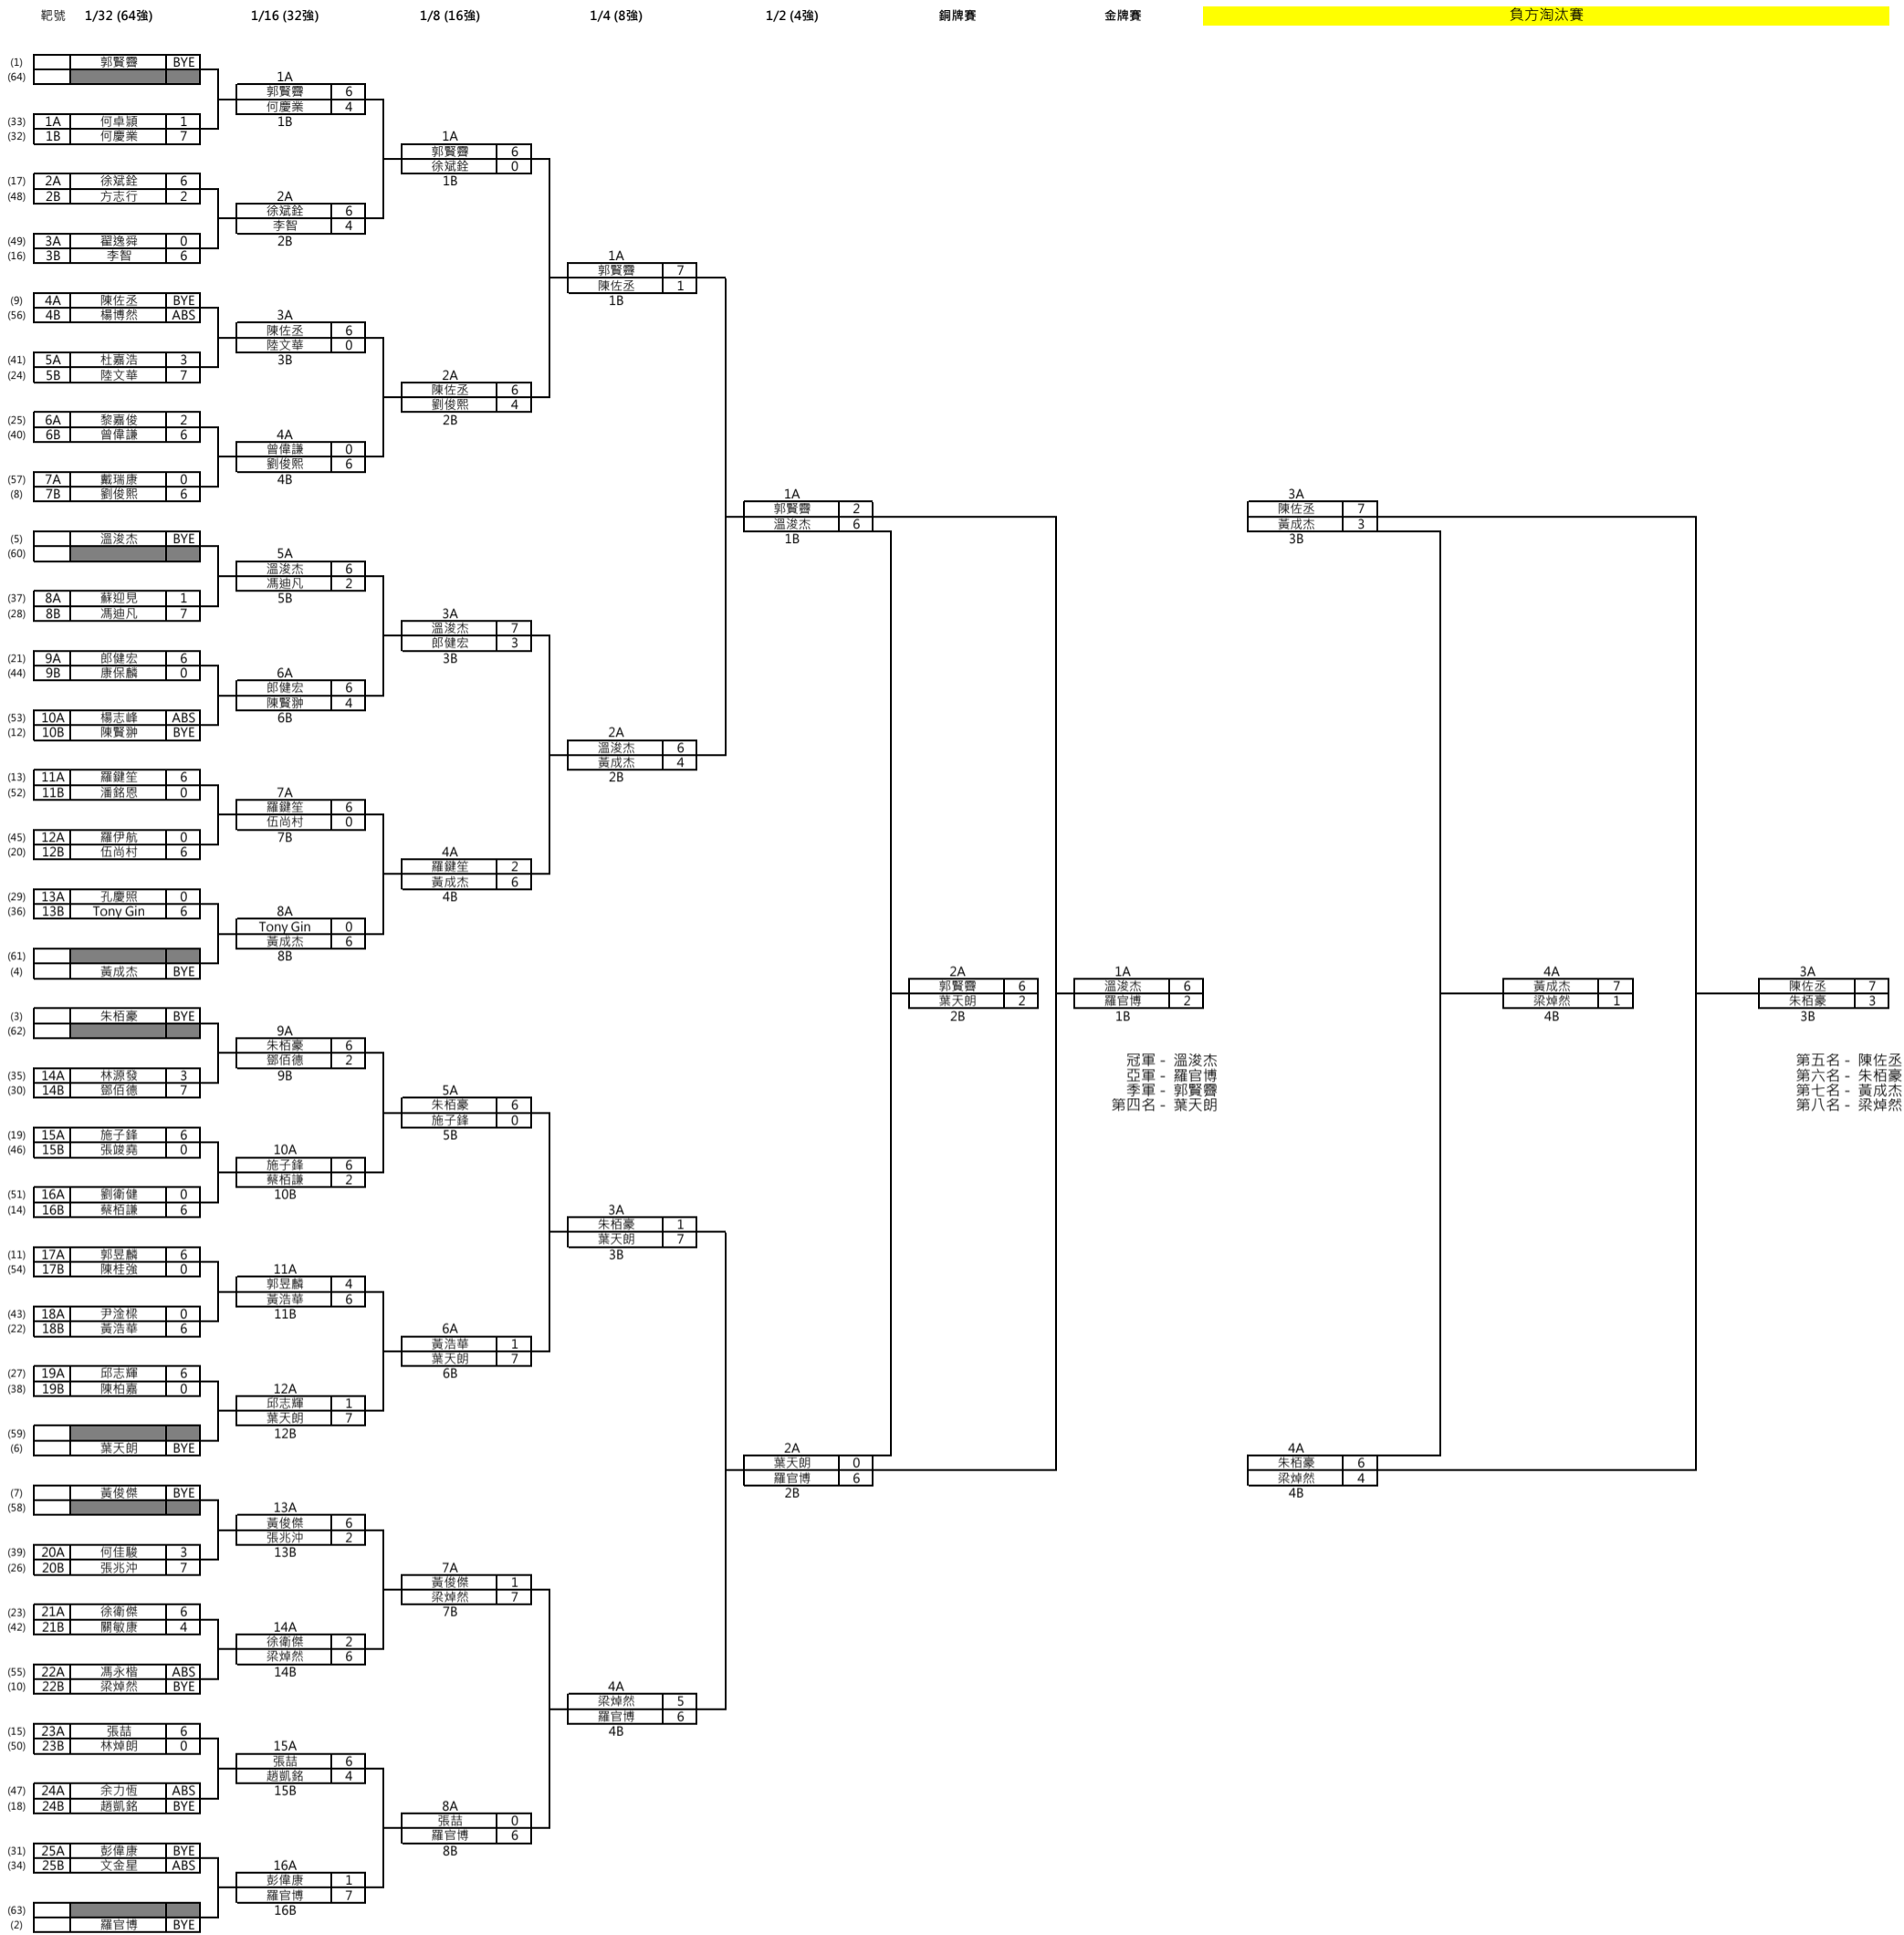 靶號 1/32 (64強) 1/16 (32強) 1/8 (16強) 1/4 (8強) 1/2 (4強) 銅牌賽 金牌賽 負方淘汰賽
(1) 郭賢疊 BYE
(64)
1A
郭賢疊 6
何慶業 4
1B
(33) 1A 何卓潁 1
(32) 1B 何慶業 7
1A
郭賢疊 6
徐斌銓 0
1B
(17) 2A 徐斌銓 6
(48) 2B 方志行 2
2A
徐斌銓 6
李智 4
2B
(49) 3A 翟逸舜 0
(16) 3B 李智 6
1A
郭賢疊 7
陳佐丞 1
1B
(9) 4A 陳佐丞 BYE
(56) 4B 楊博然 ABS
3A
陳佐丞 6
陸文華 0
3B
(41) 5A 杜嘉浩 3
(24) 5B 陸文華 7
2A
陳佐丞 6
劉俊熙 4
2B
(25) 6A 黎嘉俊 2
(40) 6B 曾偉謙 6
4A
曾偉謙 0
劉俊熙 6
4B
(57) 7A 戴瑞康 0
(8) 7B 劉俊熙 6
1A
郭賢疊 2
溫浚杰 6
1B
3A
陳佐丞 7
黃成杰 3
3B
(5) 溫浚杰 BYE
(60)
5A
溫浚杰 6
馮迪凡 2
5B
(37) 8A 蘇迎見 1
(28) 8B 馮迪凡 7
3A
溫浚杰 7
郎健宏 3
3B
(21) 9A 郎健宏 6
(44) 9B 康保麟 0
6A
郎健宏 6
陳賢翀 4
6B
(53) 10A 楊志峰 ABS
(12) 10B 陳賢翀 BYE
2A
溫浚杰 6
黃成杰 4
2B
(13) 11A 羅鍵笙 6
(52) 11B 潘銘恩 0
7A
羅鍵笙 6
伍尚村 0
7B
(45) 12A 羅伊航 0
(20) 12B 伍尚村 6
4A
羅鍵笙 2
黃成杰 6
4B
(29) 13A 孔慶照 0
(36) 13B Tony Gin 6
8A
Tony Gin 0
黃成杰 6
8B
(61)
(4) 黃成杰 BYE
2A
郭賢疊 6
葉天朗 2
2B
1A
溫浚杰 6
羅官博 2
1B
4A
黃成杰 7
梁焯然 1
4B
3A
陳佐丞 7
朱栢豪 3
3B
冠軍 - 溫浚杰
亞軍 - 羅官博
季軍 - 郭賢疊
第四名 - 葉天朗
第五名 - 陳佐丞
第六名 - 朱栢豪
第七名 - 黃成杰
第八名 - 梁焯然
(3) 朱栢豪 BYE
(62)
9A
朱栢豪 6
鄧佰德 2
9B
(35) 14A 林源發 3
(30) 14B 鄧佰德 7
5A
朱栢豪 6
施子鋒 0
5B
(19) 15A 施子鋒 6
(46) 15B 張竣堯 0
10A
施子鋒 6
蔡栢謙 2
10B
(51) 16A 劉衛健 0
(14) 16B 蔡栢謙 6
3A
朱栢豪 1
葉天朗 7
3B
(11) 17A 郭昱麟 6
(54) 17B 陳桂強 0
11A
郭昱麟 4
黃浩華 6
11B
(43) 18A 尹淦樑 0
(22) 18B 黃浩華 6
6A
黃浩華 1
葉天朗 7
6B
(27) 19A 邱志輝 6
(38) 19B 陳柏嘉 0
12A
邱志輝 1
葉天朗 7
12B
(59)
(6) 葉天朗 BYE
2A
葉天朗 0
羅官博 6
2B
4A
朱栢豪 6
梁焯然 4
4B
(7) 黃俊傑 BYE
(58)
13A
黃俊傑 6
張兆沖 2
13B
(39) 20A 何佳駿 3
(26) 20B 張兆沖 7
7A
黃俊傑 1
梁焯然 7
7B
(23) 21A 徐衛傑 6
(42) 21B 關敏康 4
14A
徐衛傑 2
梁焯然 6
14B
(55) 22A 馮永楷 ABS
(10) 22B 梁焯然 BYE
4A
梁焯然 5
羅官博 6
4B
(15) 23A 張喆 6
(50) 23B 林焯朗 0
15A
張喆 6
趙凱銘 4
15B
(47) 24A 余力恆 ABS
(18) 24B 趙凱銘 BYE
8A
張喆 0
羅官博 6
8B
(31) 25A 彭偉康 BYE
(34) 25B 文金星 ABS
16A
彭偉康 1
羅官博 7
16B
(63)
(2) 羅官博 BYE